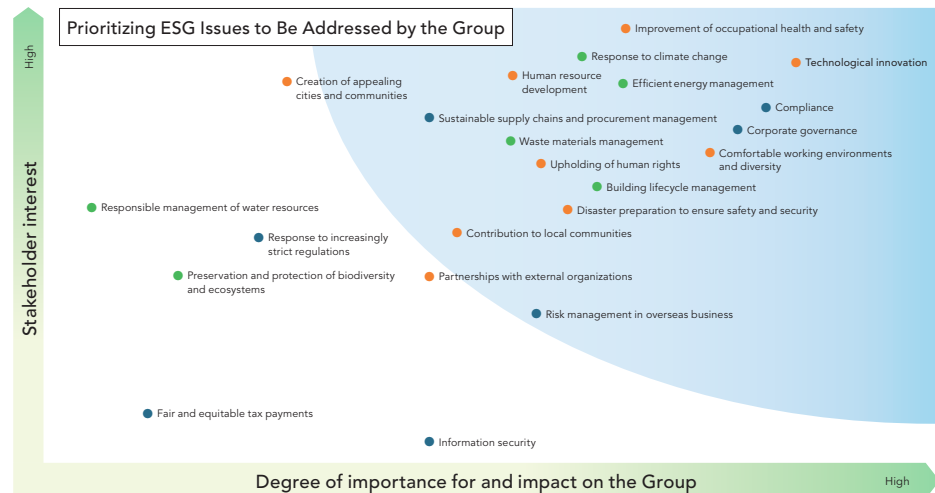 Prioritizing ESG Issues to Be Addressed by the Group
High
Stakeholder interest
Improvement of occupational health and safety
Response to climate change
Technological innovation
Creation of appealing
cities and communities
Human resource
development
Efficient energy management
Compliance
Sustainable supply chains and procurement management
Corporate governance
Waste materials management
Comfortable working environments
and diversity
Upholding of human rights
Building lifecycle management
Responsible management of water resources
Disaster preparation to ensure safety and security
Response to increasingly
strict regulations
Contribution to local communities
Preservation and protection of biodiversity
and ecosystems
Partnerships with external organizations
Risk management in overseas business
Fair and equitable tax payments
Information security
Degree of importance for and impact on the Group
High